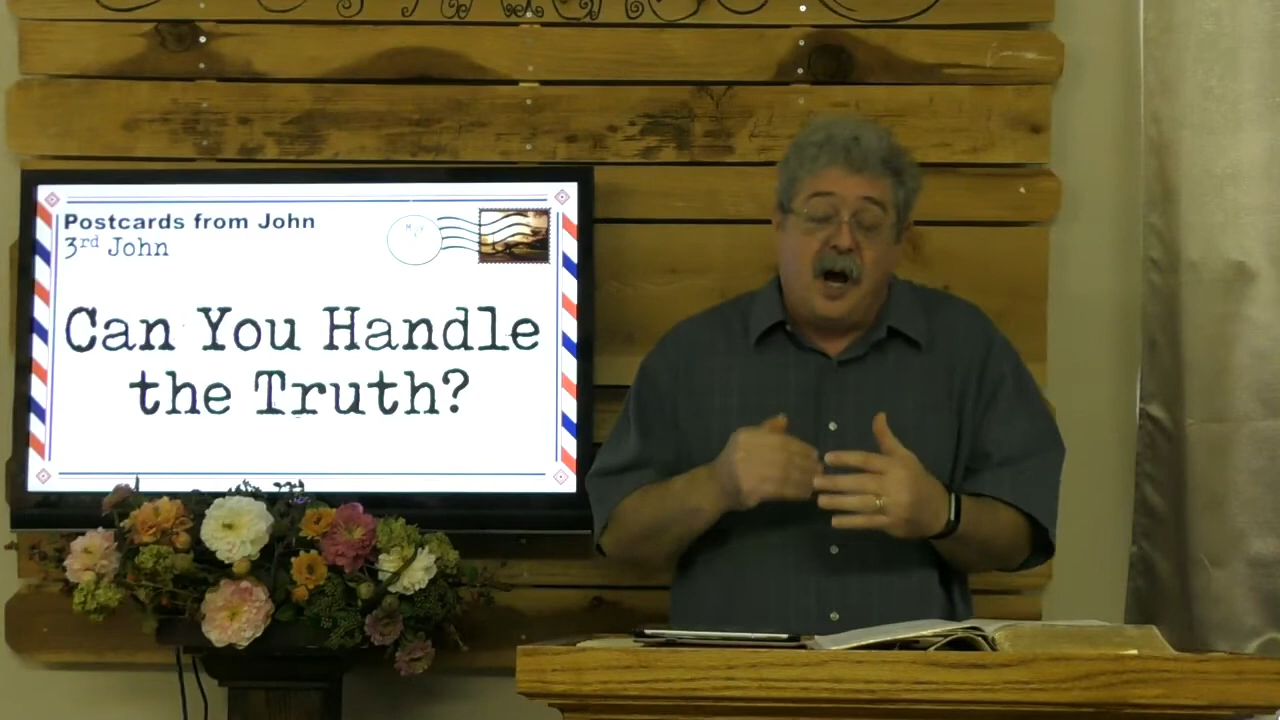 Postcards from John
3rd John
Can You Handle
the Truth?